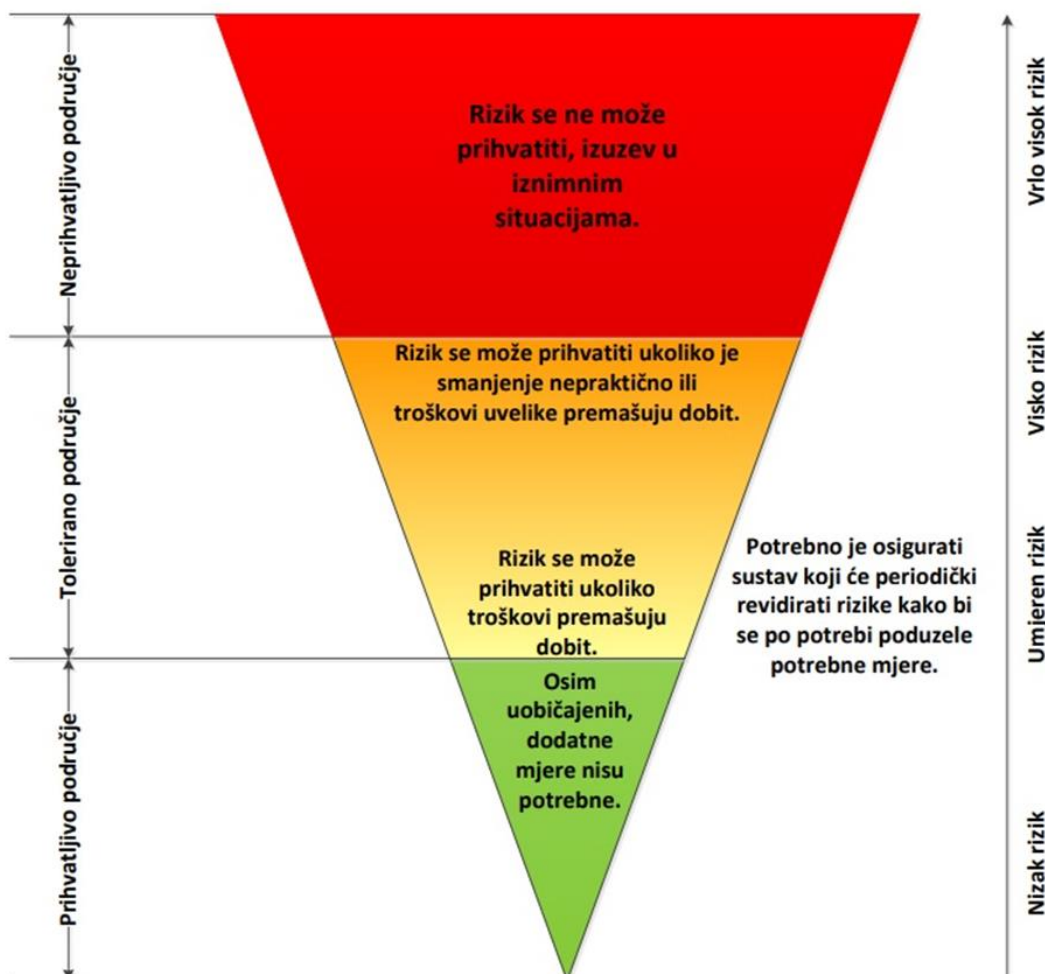 Neprihvatljivo područje
Tolerirano područje
Prihvatljivo područje
Rizik se ne može
prihvatiti, izuzev u
iznimnim
situacijama.
Rizik se može prihvatiti ukoliko je
smanjenje nepraktično ili
troškovi uvelike premašuju dobit.
Rizik se može
prihvatiti ukoliko
troškovi premašuju
dobit.
Osim
uobičajenih,
dodatne
mjere nisu
potrebne.
Potrebno je osigurati
sustav koji će periodički
revidirati rizike kako bi
se po potrebi poduzele
potrebne mjere.
Vrlo visok rizik
Visko rizik
Umjeren rizik
Nizak rizik